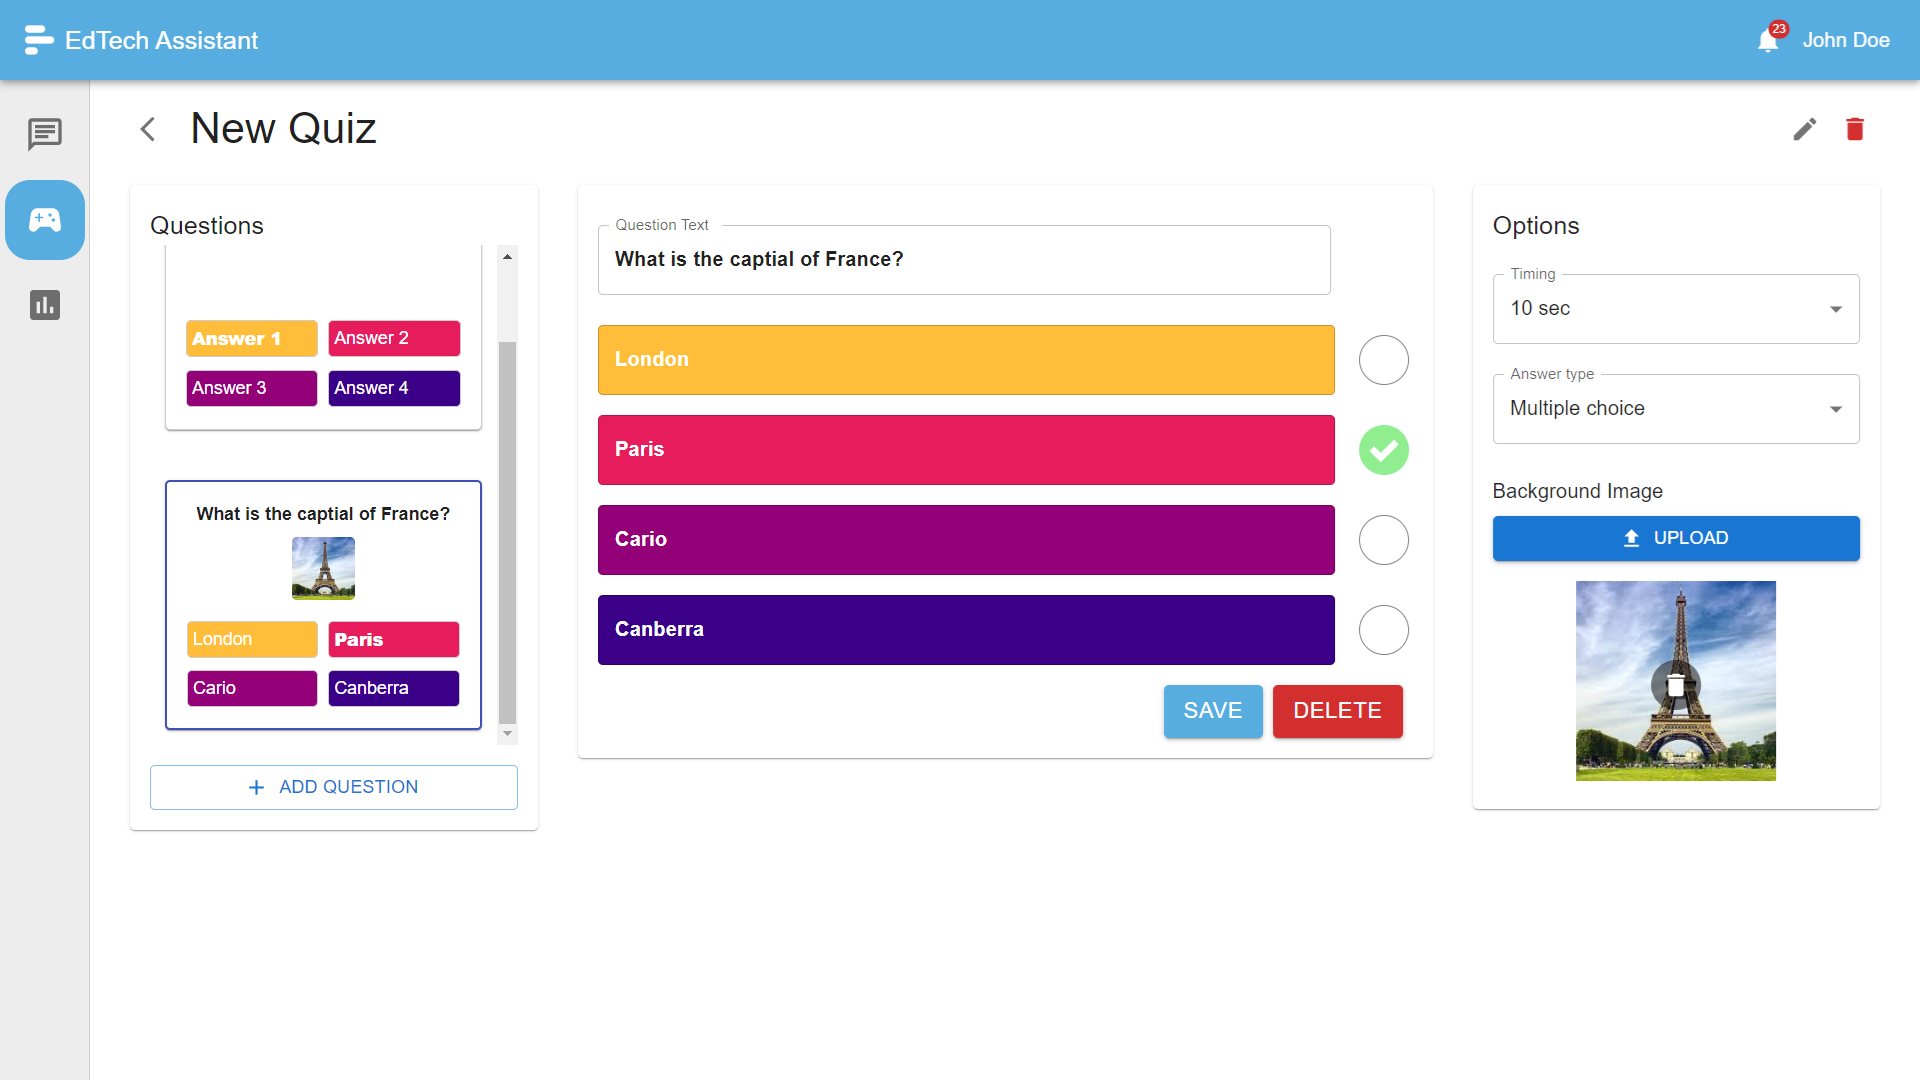 EdTech Assistant
23
John Doe
New Quiz
Questions
Answer 1
Answer 2
Answer 3
Answer 4
What is the captial of France?
London
Paris
Cario
Canberra
ADD QUESTION
Question Text
What is the captial of France?
London
Paris
Cario
Canberra
SAVE
DELETE
Options
Timing
10 sec
Answer type
Multiple choice
Background Image
UPLOAD